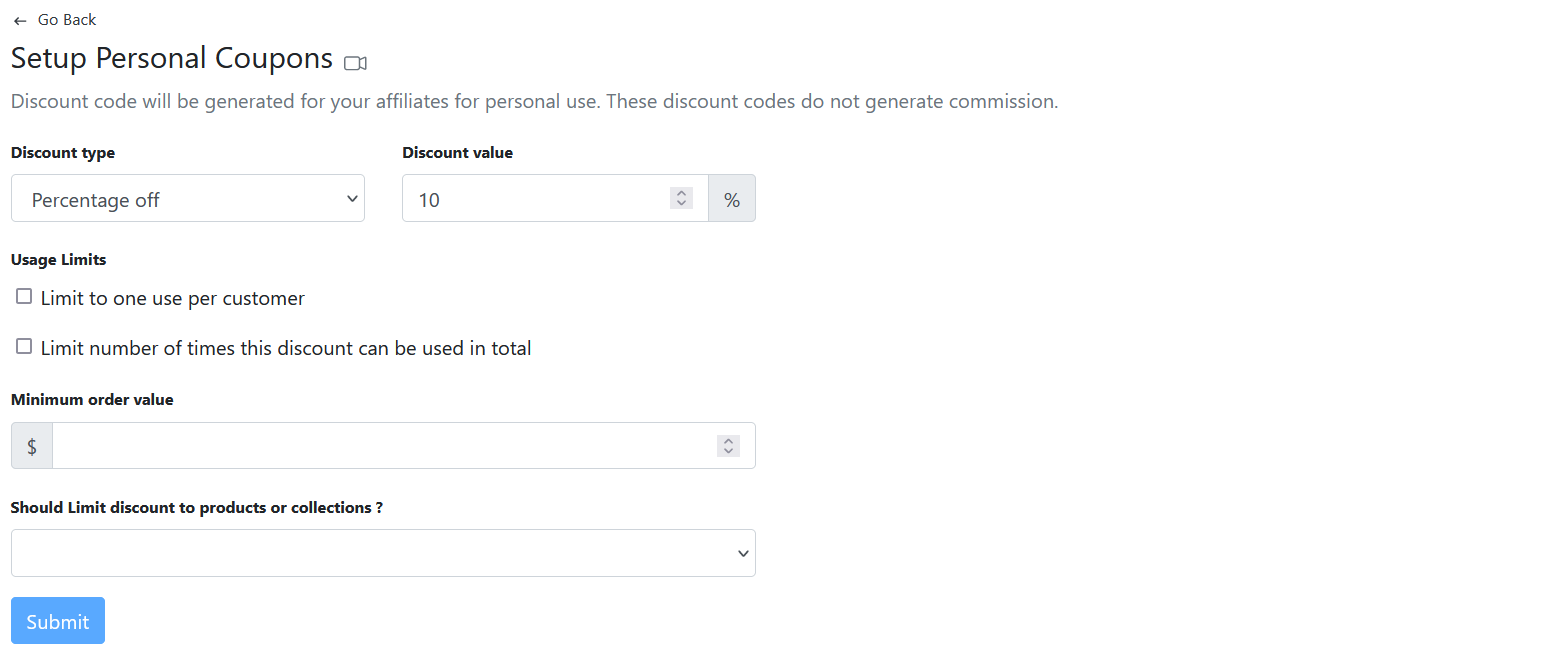 Go Back
Setup Personal Coupons
Discount code will be generated for your affiliates for personal use. These discount codes do not generate commission.
Discount type Discount value
Percentage off 10 %
Usage Limits
Limit to one use per customer
Limit number of times this discount can be used in total
Minimum order value
$
Should Limit discount to products or collections ?
Submit